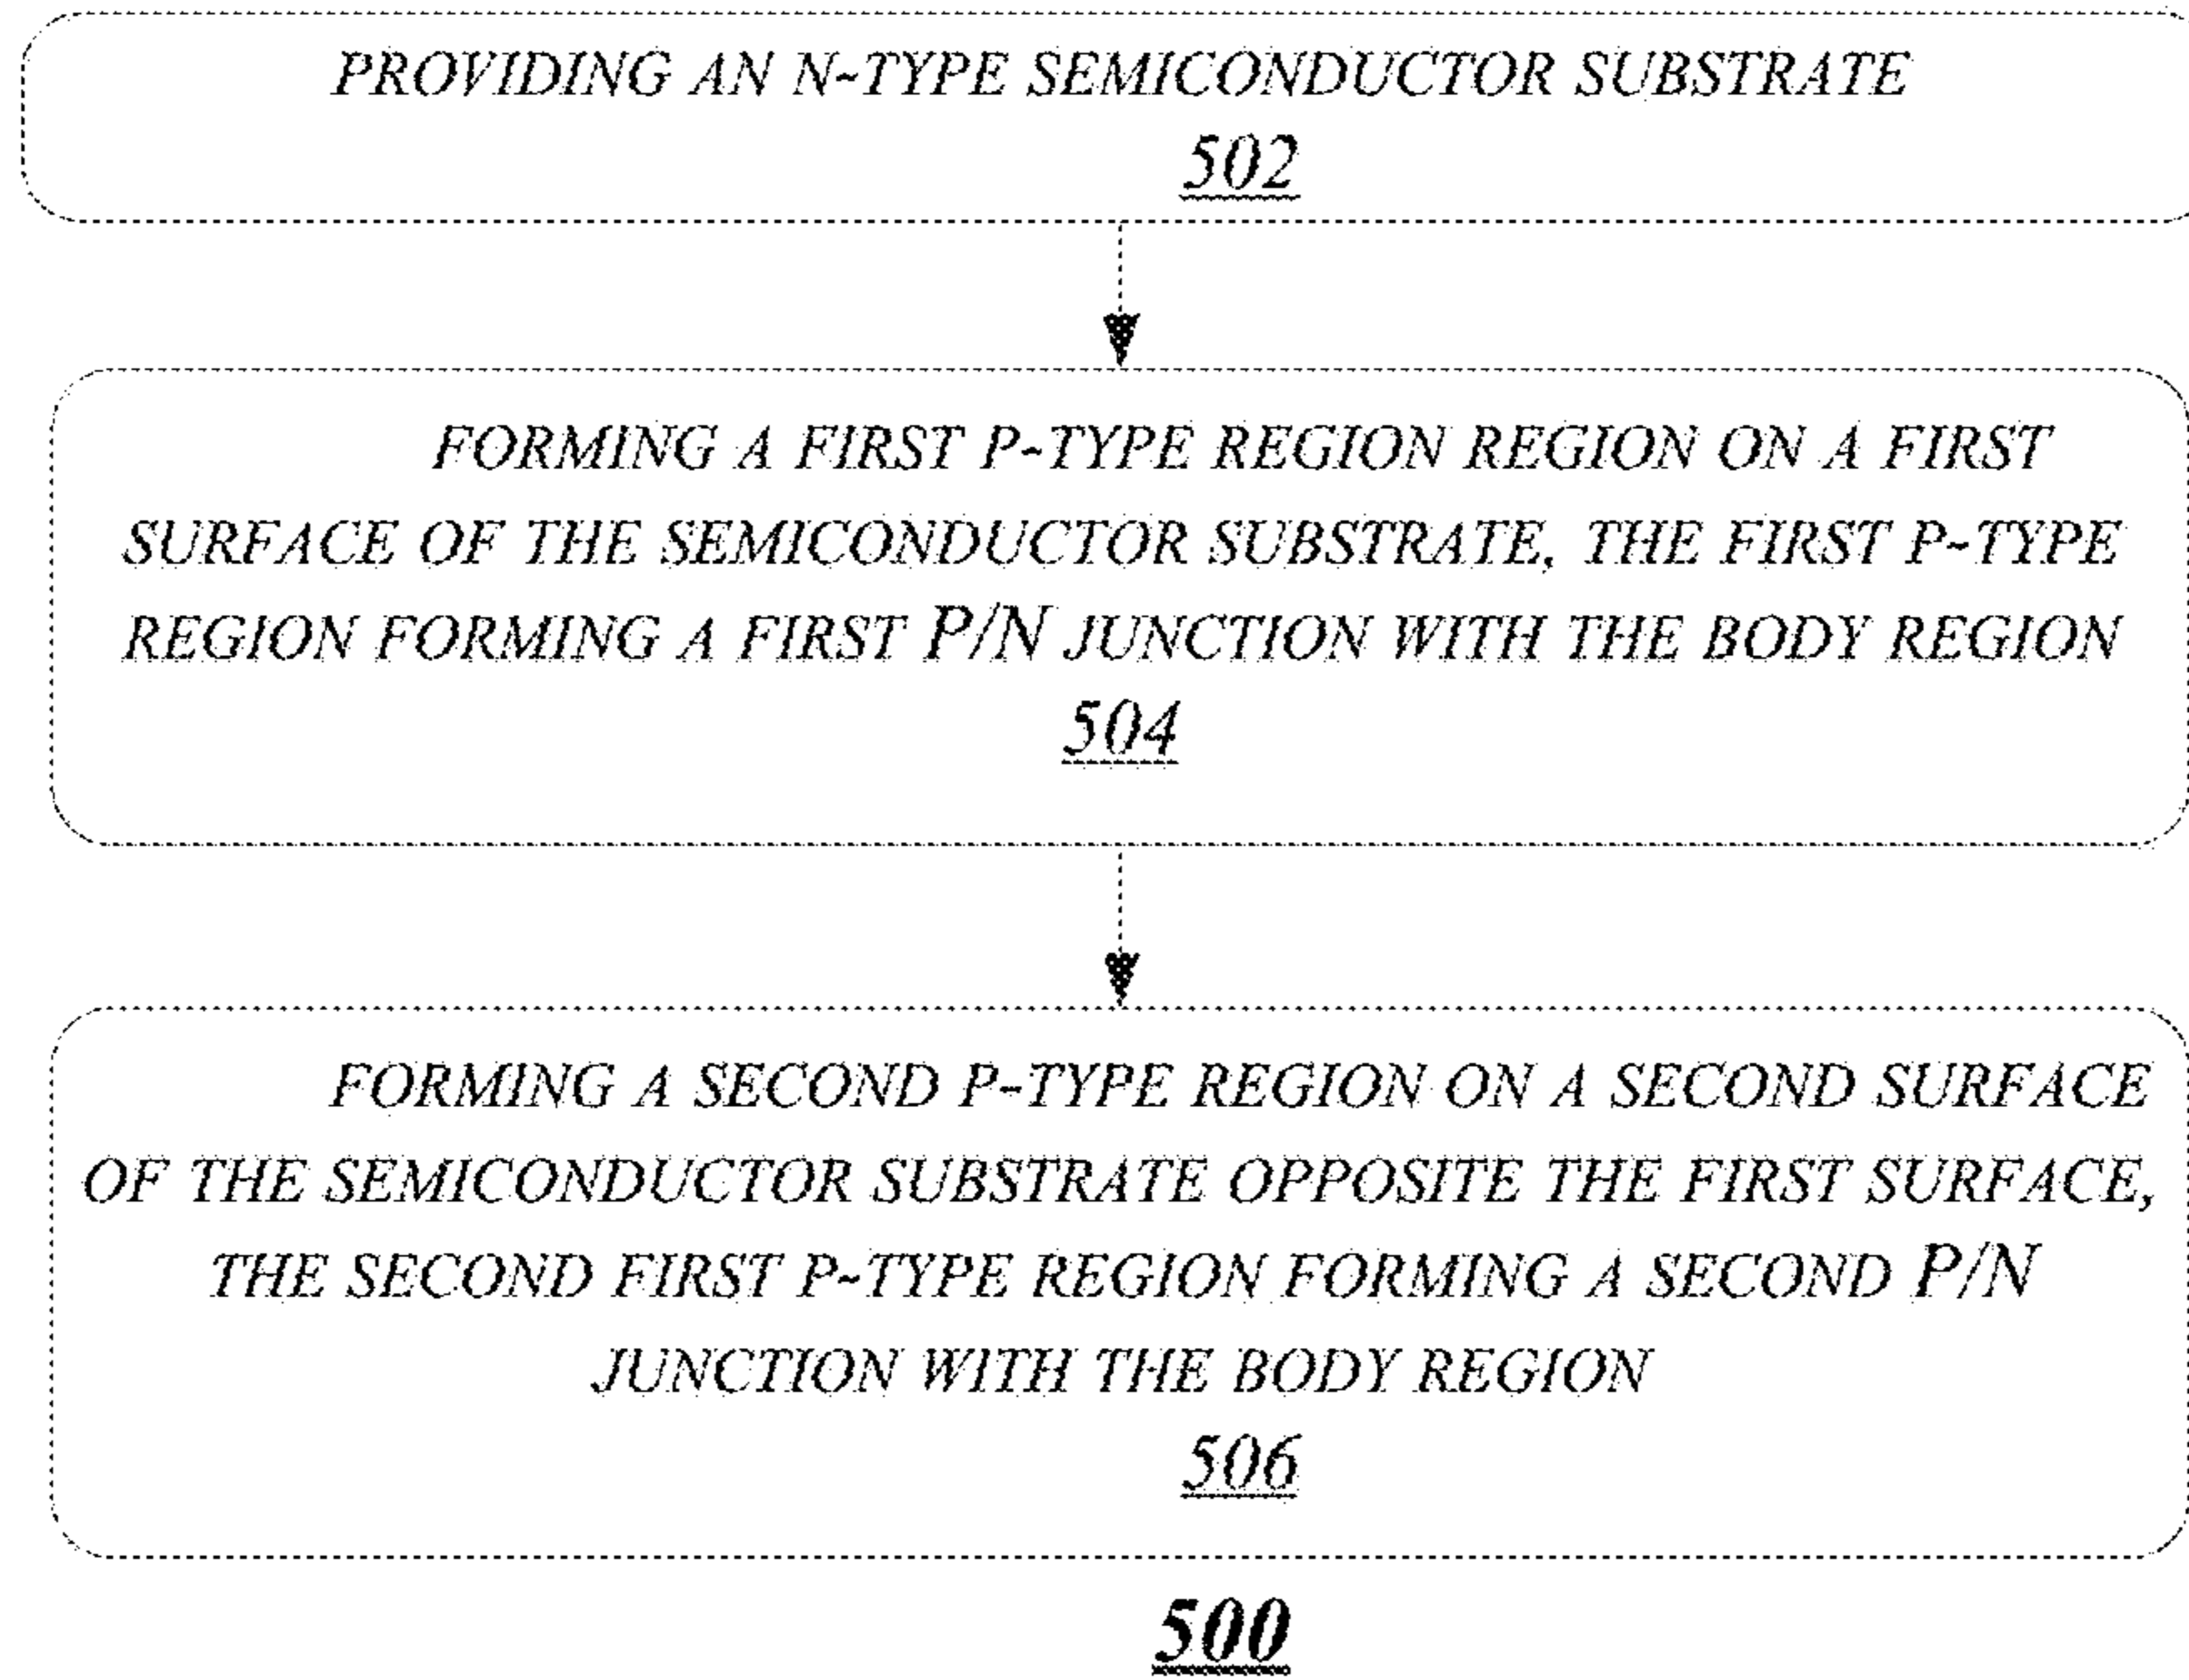 PROVIDING AN N-TYPE SEMICONDUCTOR SUBSTRATE
502
FORMING A FIRST P-TYPE REGION REGION ON A FIRST
SURFACE OF THE SEMICONDUCTOR SUBSTRATE, THE FIRST P-TYPE
REGION FORMING A FIRST P/N JUNCTION WITH THE BODY REGION
504
FORMING A SECOND P-TYPE REGION ON A SECOND SURFACE
OF THE SEMICONDUCTOR SUBSTRATE OPPOSITE THE FIRST SURFACE,
THE SECOND FIRST P-TYPE REGION FORMING A SECOND P/N
JUNCTION WITH THE BODY REGION
506
500